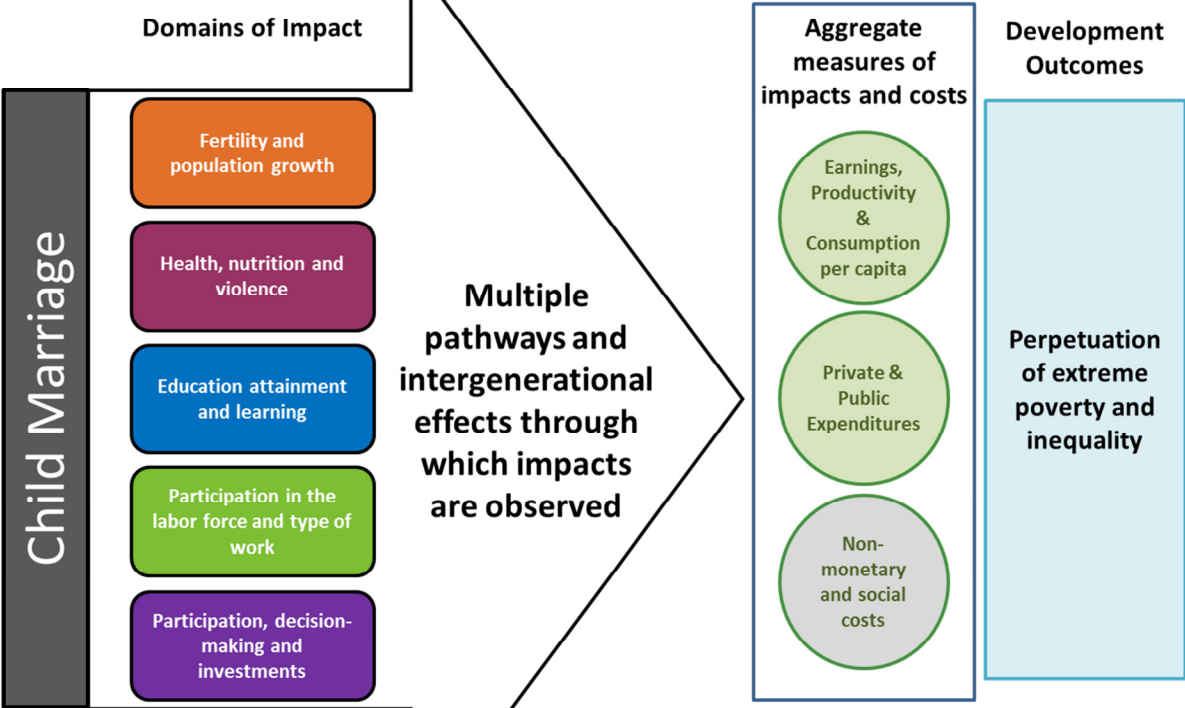 Domains of Impact
Child Marriage
Fertility and
population growth
Health, nutrition and
violence
Education attainment
and learning
Participation in the
labor force and type of
work
Participation, decision-
making and
investments
Multiple
pathways and
intergenerational
effects through
which impacts
are observed
Aggregate
measures of
impacts and costs
Earnings,
Productivity
&
Consumption
per capita
Private &
Public
Expenditures
Non-
monetary
and social
costs
Development
Outcomes
Perpetuation
of extreme
poverty and
inequality